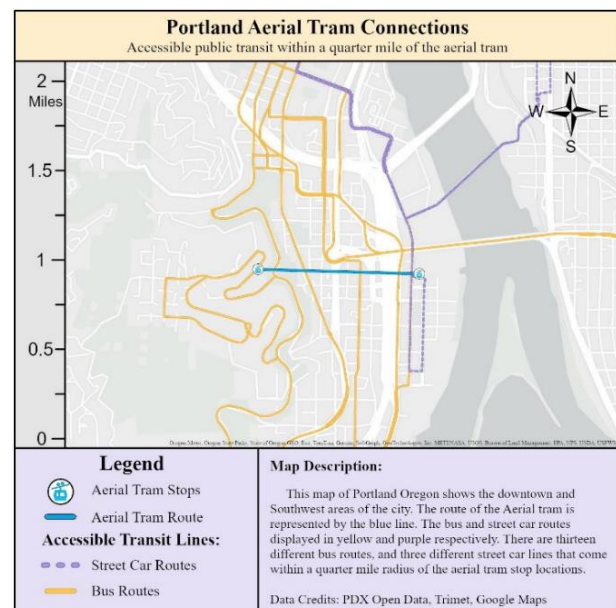 Portland Aerial Tram Connections
Accessible public transit within a quarter mile of the aerial tram
2
Miles
1.5
1
0.5
0
N
W E
S
Legend
Aerial Tram Stops
Aerial Tram Route
Accessible Transit Lines:
Street Car Routes
Bus Routes
Map Description:
This map of Portland Oregon shows the downtown and
Southwest areas of the city. The route of the Aerial tram is
represented by the blue line. The bus and street car routes
displayed in yellow and purple respectively. There are thirteen
different bus routes, and three different street car lines that come
within a quarter mile radius of the aerial tram stop locations.
Data Credits: PDX Open Data, Trimet, Google Maps